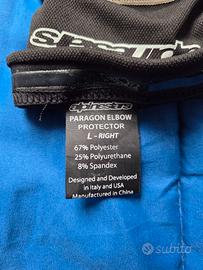 alpinestars
alpinestars
PARAGON ELBOW
PROTECTOR
L - RIGHT
67% Polyester
25% Polyurethane
8% Spandex
Designed and Developed
in Italy and USA
Manufactured in China
subito